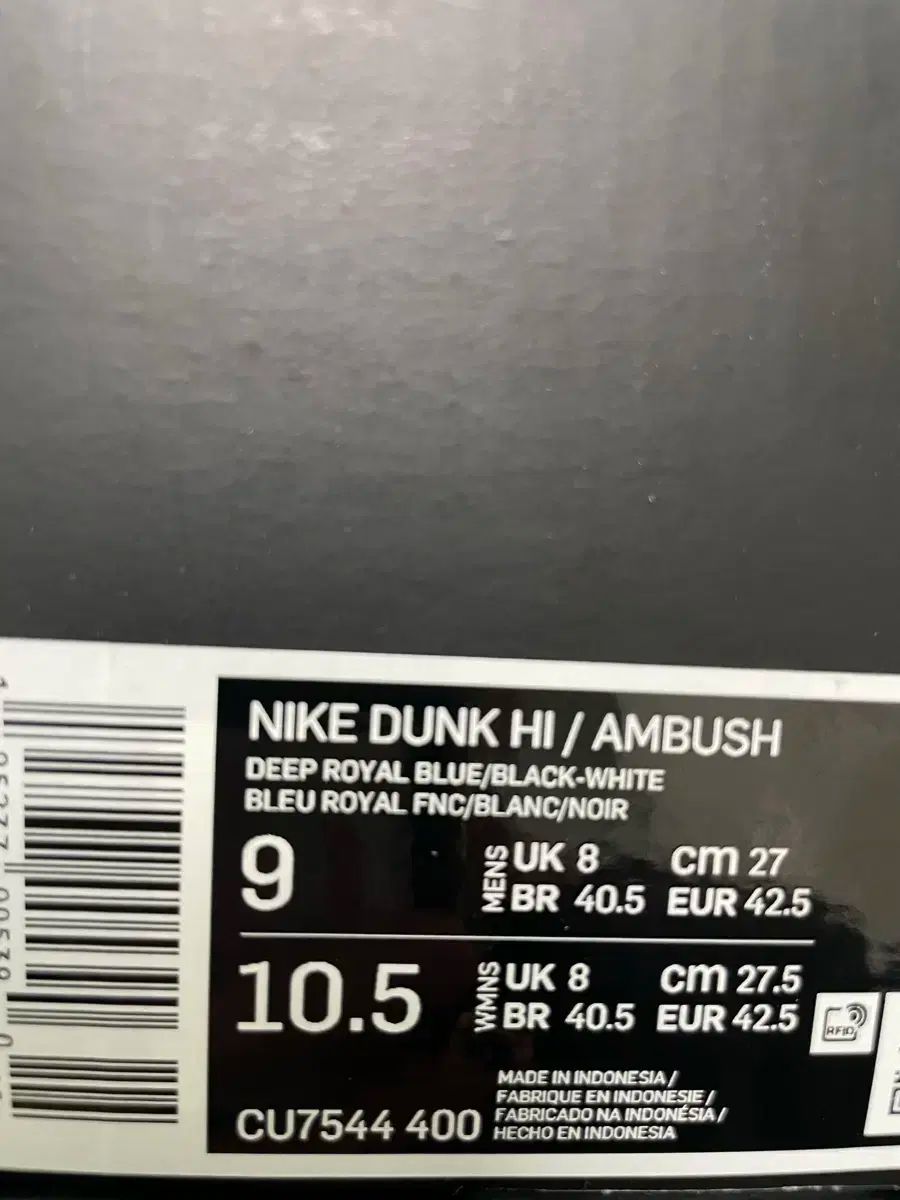 NIKE DUNK HI / AMBUSH
DEEP ROYAL BLUE/BLACK-WHITE
BLEU ROYAL FNC/BLANC/NOIR
9 MENS UK 8 cm 27
BR 40.5 EUR 42.5
10.5 WMNS UK 8 cm 27.5
BR 40.5 EUR 42.5
RFID
MADE IN INDONESIA /
FABRIQUE EN INDONESIE /
FABRICADO NA INDONÉSIA /
HECHO EN INDONESIA
CU7544 400